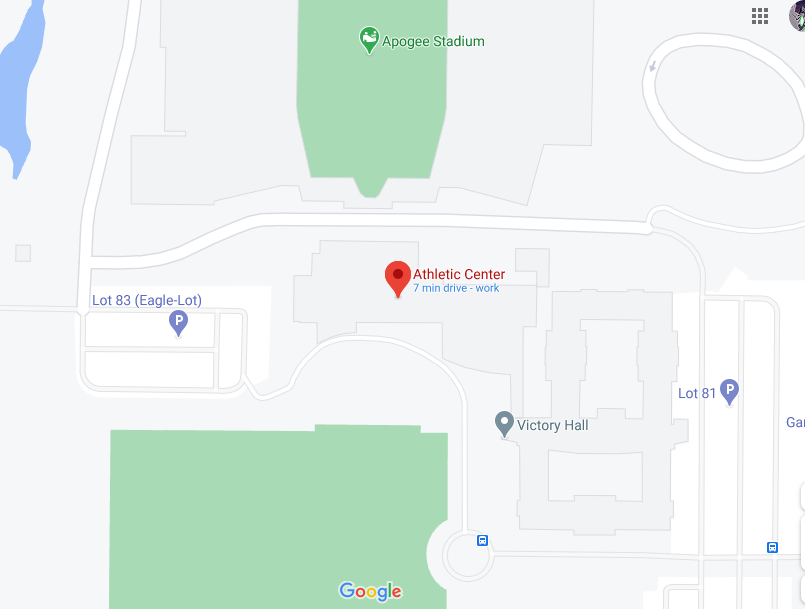 Apogee Stadium
Athletic Center
7 min drive - work
Lot 83 (Eagle-Lot)
P
P
Lot 81
Victory Hall
Google